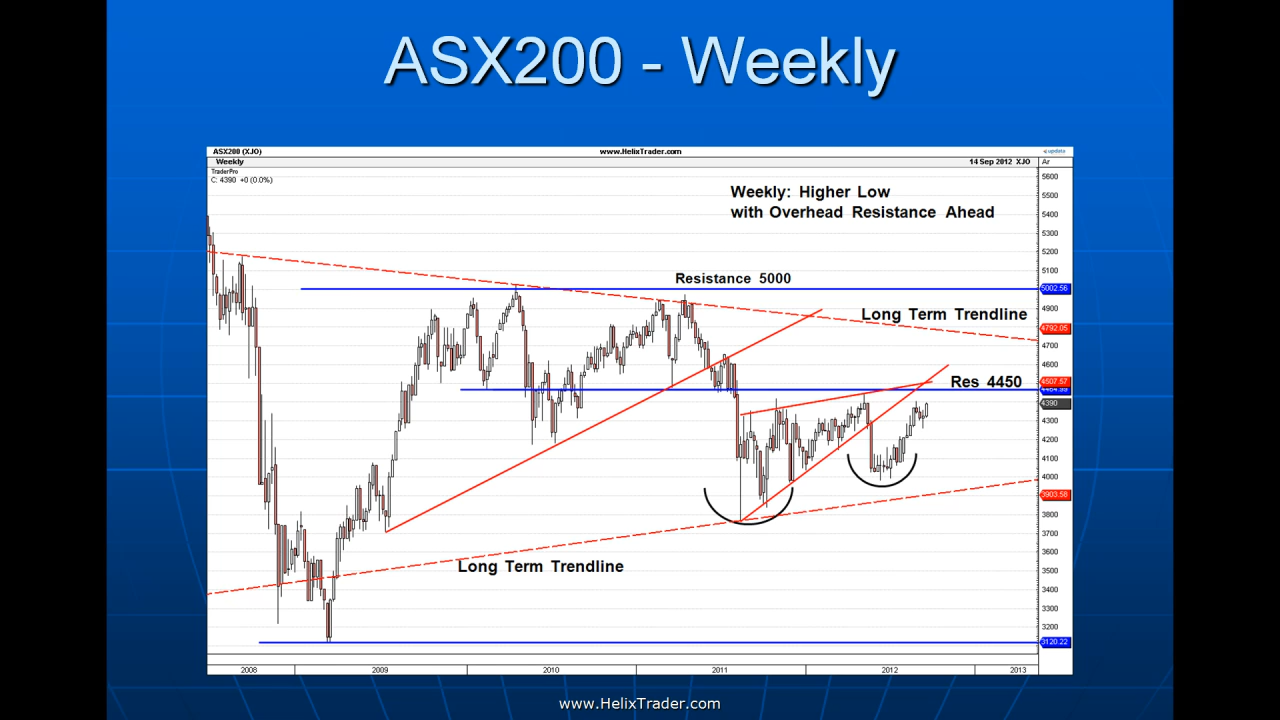 ASX200 - Weekly
ASX200 (XJO)
www.HelixTrader.com
update
Weekly
14 Sep 2012 XJO
Ar
TraderPro
C: 4390 +0 (0.0%)
Weekly: Higher Low
with Overhead Resistance Ahead
Resistance 5000
Long Term Trendline
Res 4450
Long Term Trendline
5600
5500
5400
5300
5200
5100
5002.56
4900
4792.05
4700
4600
4507.57
4390
4300
4200
4100
4000
3903.58
3800
3700
3600
3500
3400
3300
3200
3120.22
2008
2009
2010
2011
2012
2013
www.HelixTrader.com